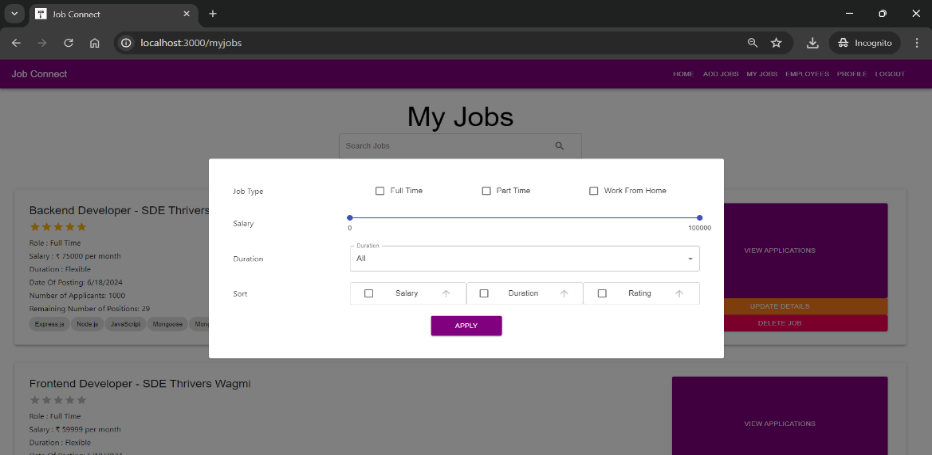 Job Connect
localhost:3000/myjobs
Incognito
Job Connect
HOME ADD JOBS MY JOBS EMPLOYEES PROFILE LOGOUT
My Jobs
Search Jobs
Job Type
Full Time
Part Time
Work From Home
Salary
0
100000
Duration
Duration
All
Sort
Salary
Duration
Rating
APPLY
Backend Developer - SDE Thrivers
Role : Full Time
Salary : ₹ 75000 per month
Duration : Flexible
Date Of Posting: 6/18/2024
Number of Applicants: 1000
Remaining Number of Positions: 29
Express.js Node.js JavaScript Mongoose
VIEW APPLICATIONS
UPDATE DETAILS
DELETE JOB
Frontend Developer - SDE Thrivers Wagmi
Role : Full Time
Salary : ₹ 59999 per month
Duration : Flexible
VIEW APPLICATIONS